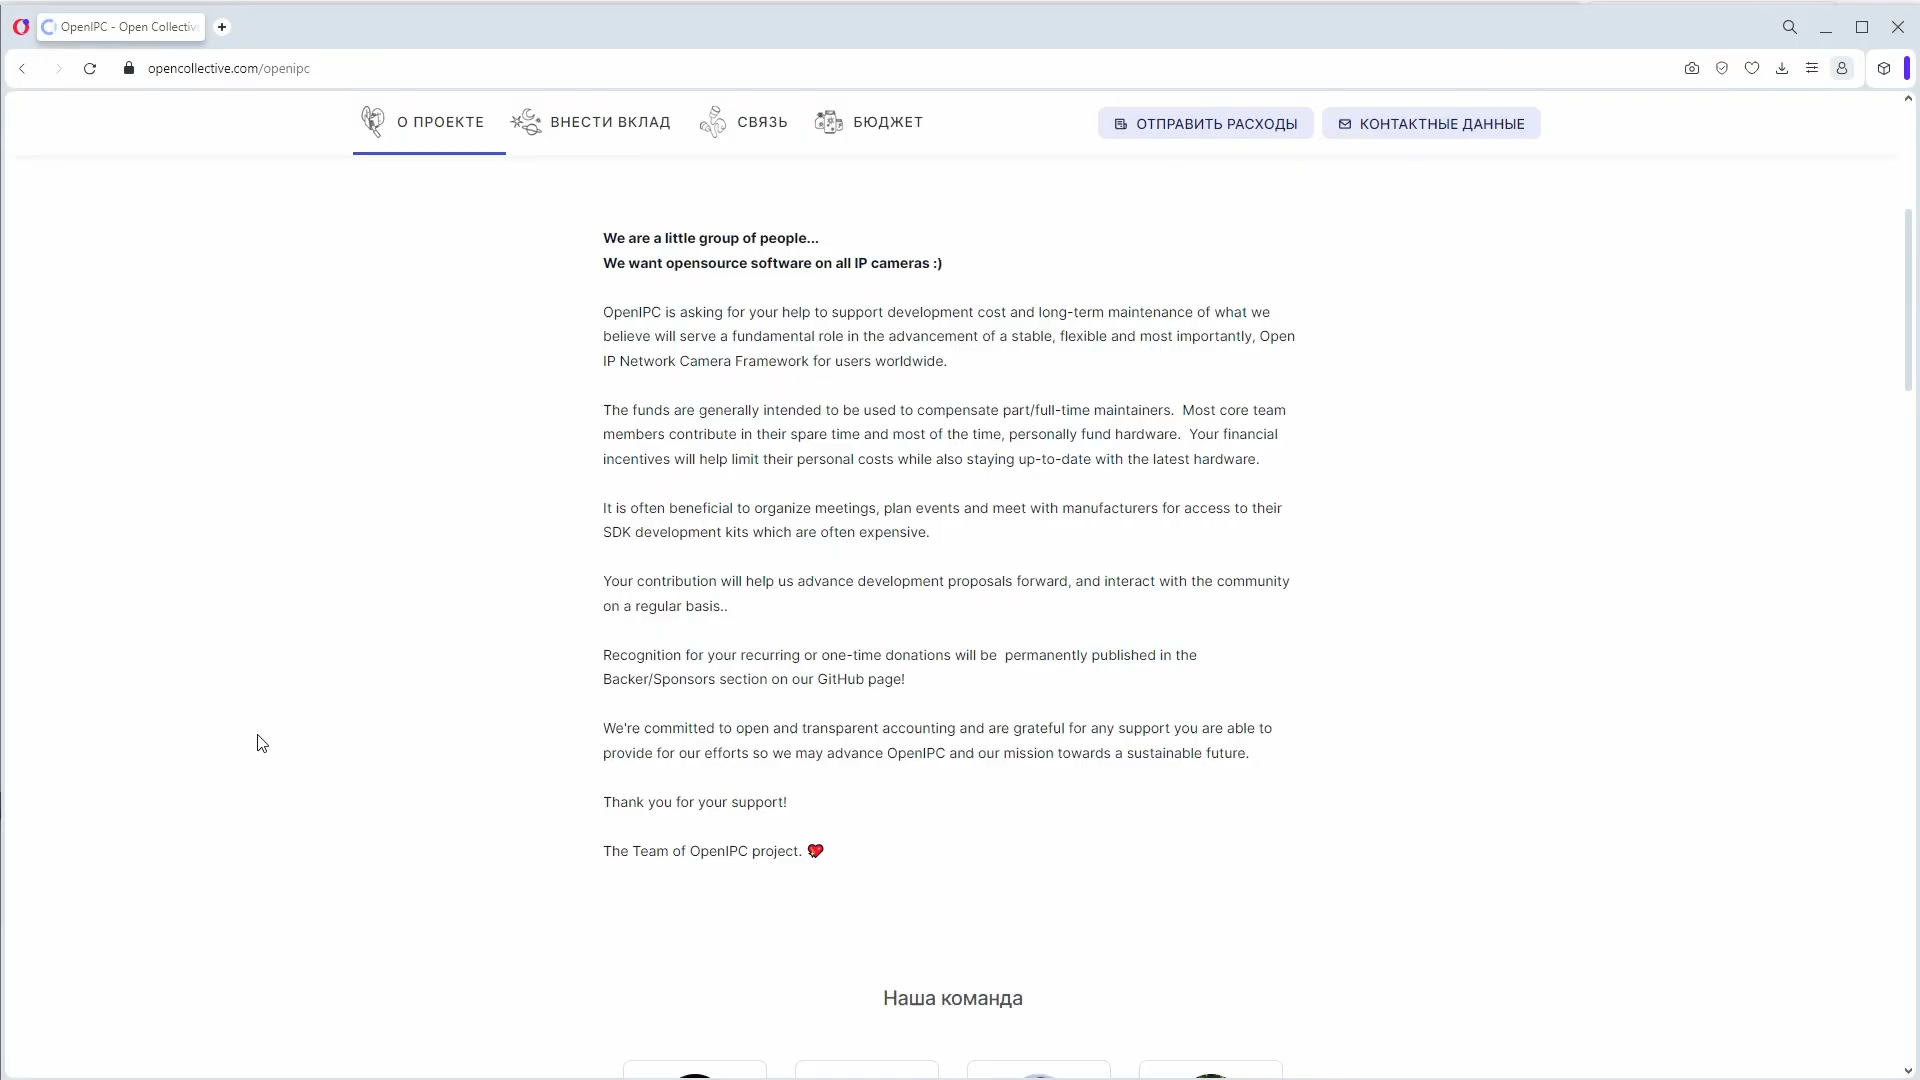 OpenIPC - Open Collectiv
opencollective.com/openipc
О ПРОЕКТЕ
ВНЕСТИ ВКЛАД
СВЯЗЬ
БЮДЖЕТ
ОТПРАВИТЬ РАСХОДЫ
КОНТАКТНЫЕ ДАННЫЕ
We are a little group of people...
We want opensource software on all IP cameras :)
OpenIPC is asking for your help to support development cost and long-term maintenance of what we
believe will serve a fundamental role in the advancement of a stable, flexible and most importantly, Open
IP Network Camera Framework for users worldwide.
The funds are generally intended to be used to compensate part/full-time maintainers.  Most core team
members contribute in their spare time and most of the time, personally fund hardware.  Your financial
incentives will help limit their personal costs while also staying up-to-date with the latest hardware.
It is often beneficial to organize meetings, plan events and meet with manufacturers for access to their
SDK development kits which are often expensive.
Your contribution will help us advance development proposals forward, and interact with the community
on a regular basis..
Recognition for your recurring or one-time donations will be  permanently published in the
Backer/Sponsors section on our GitHub page!
We're committed to open and transparent accounting and are grateful for any support you are able to
provide for our efforts so we may advance OpenIPC and our mission towards a sustainable future.
Thank you for your support!
The Team of OpenIPC project. 💖
Наша команда